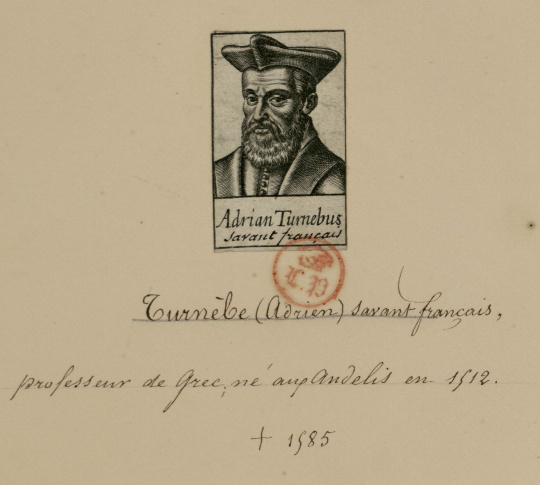 Adrian Turnebus
savant français
Turnèbe (Adrien) savant français,
professeur de Grec, né aux Andelis en 1512.
† 1585